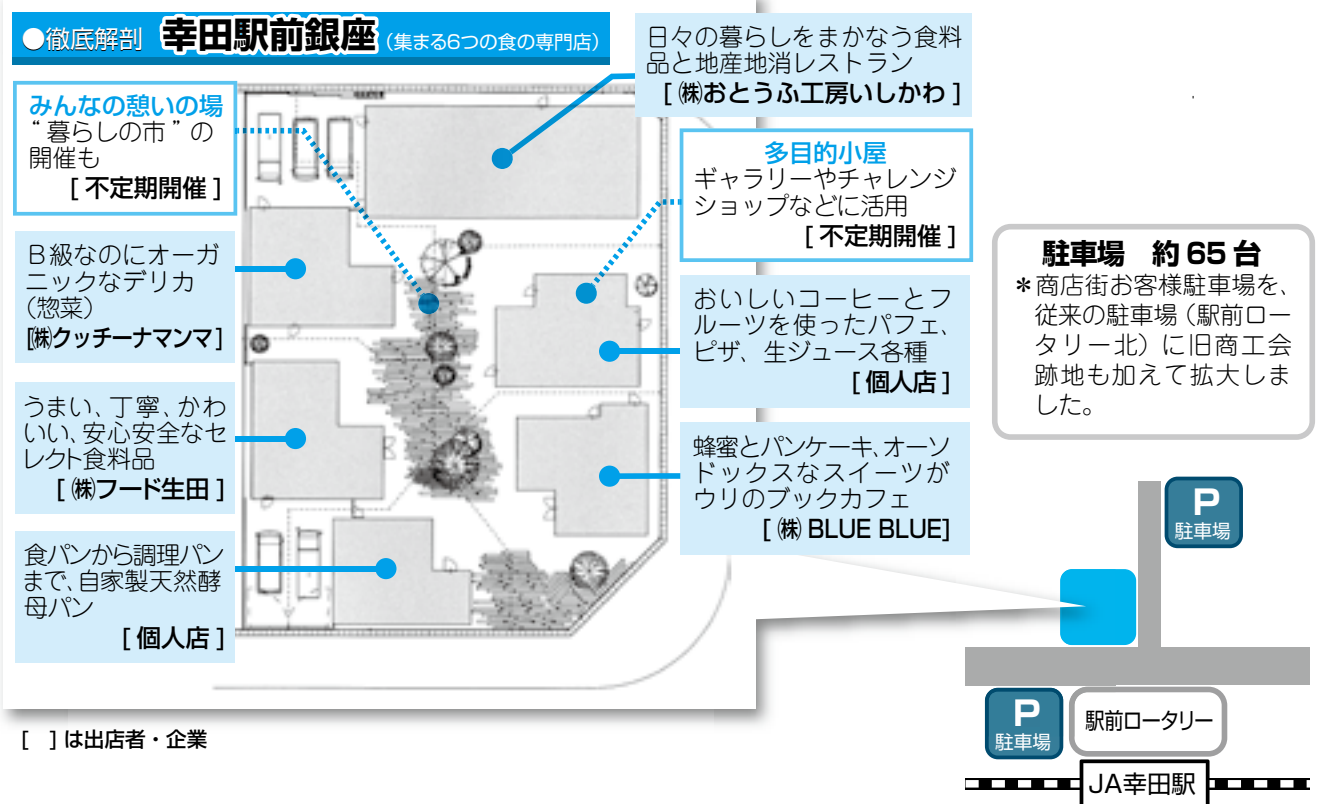 ●徹底解剖 幸田駅前銀座(集まる6つの食の専門店)
日々の暮らしをまかなう食料
品と地産地消レストラン
[㈱おとうふ工房いしかわ]
みんなの憩いの場
“暮らしの市”の
開催も
[不定期開催]
多目的小屋
ギャラリーやチャレンジ
ショップなどに活用
[不定期開催]
B級なのにオーガ
ニックなデリカ
(惣菜)
[㈱クッチーナマンマ]
おいしいコーヒーとフ
ルーツを使ったパフェ、
ピザ、生ジュース各種
[個人店]
うまい、丁寧、かわ
いい、安心安全なセ
レクト食料品
[㈱フード生田]
蜂蜜とパンケーキ、オーソ
ドックスなスイーツが
ウリのブックカフェ
[㈱BLUE BLUE]
食パンから調理パン
まで、自家製天然酵
母パン
[個人店]
[ ]は出店者・企業
駐車場 約65台
*商店街お客様駐車場を、
従来の駐車場(駅前ロー
タリー北)に旧商工会
跡地も加えて拡大しま
した。
P
駐車場
P
駐車場
駅前ロータリー
JA幸田駅